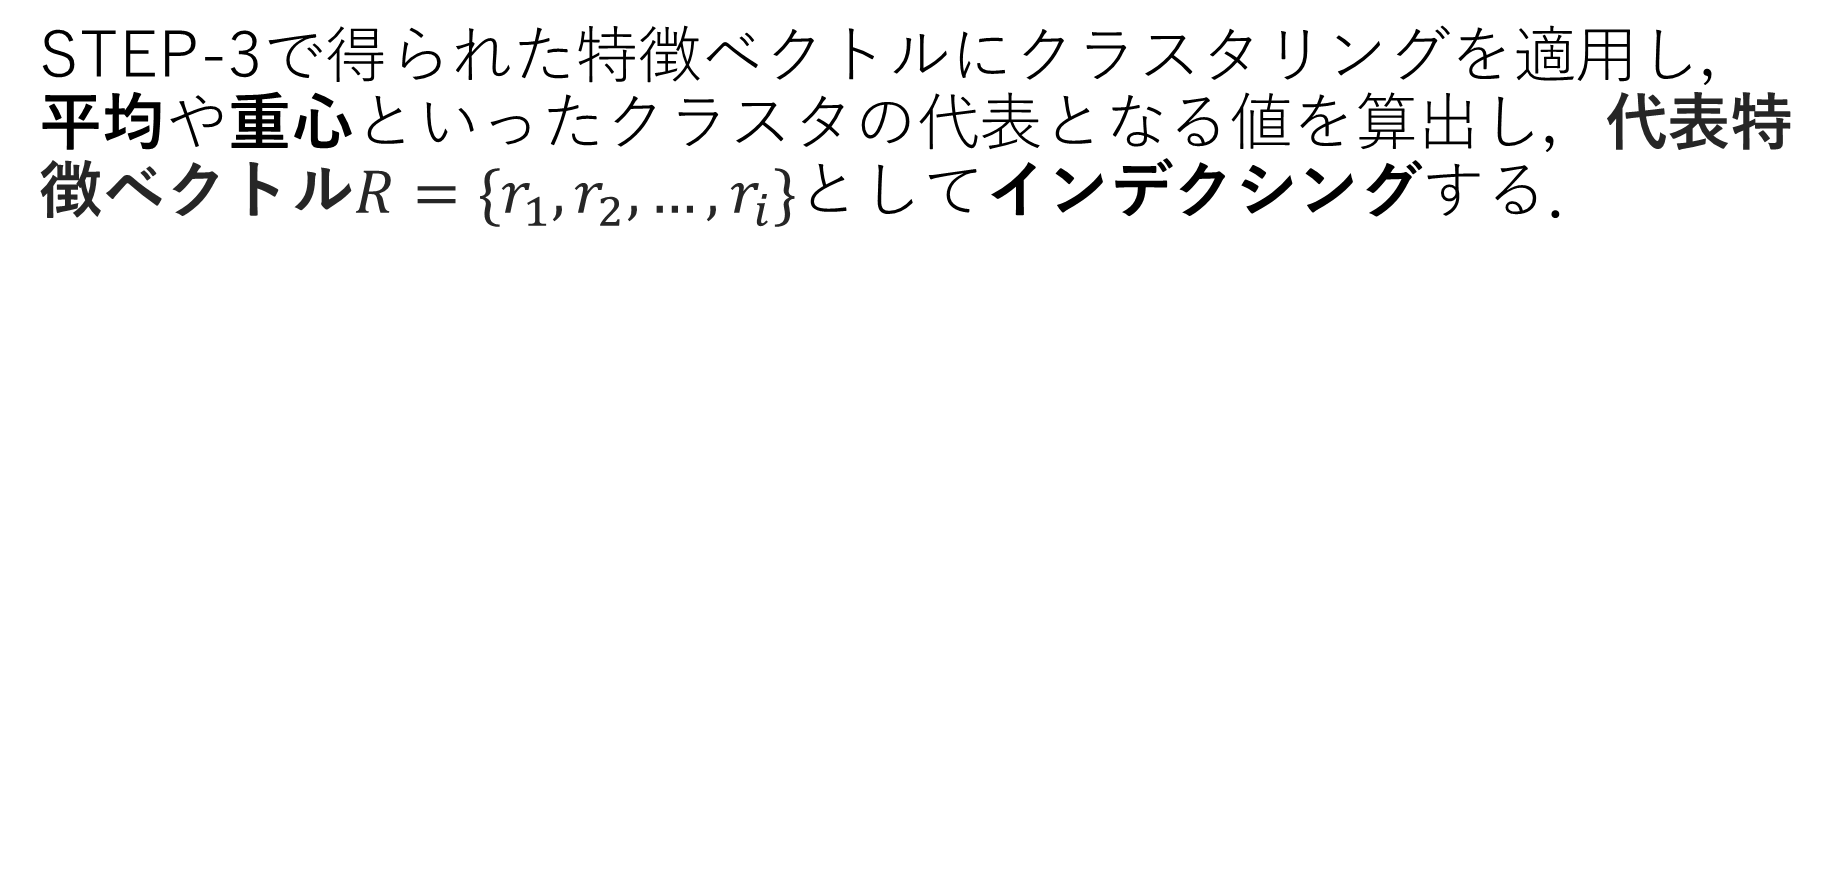 STEP-3で得られた特徴ベクトルにクラスタリングを適用し，
平均や重心といったクラスタの代表となる値を算出し，代表特
徴ベクトルR = {r₁, r₂, … , rᵢ}としてインデクシングする．